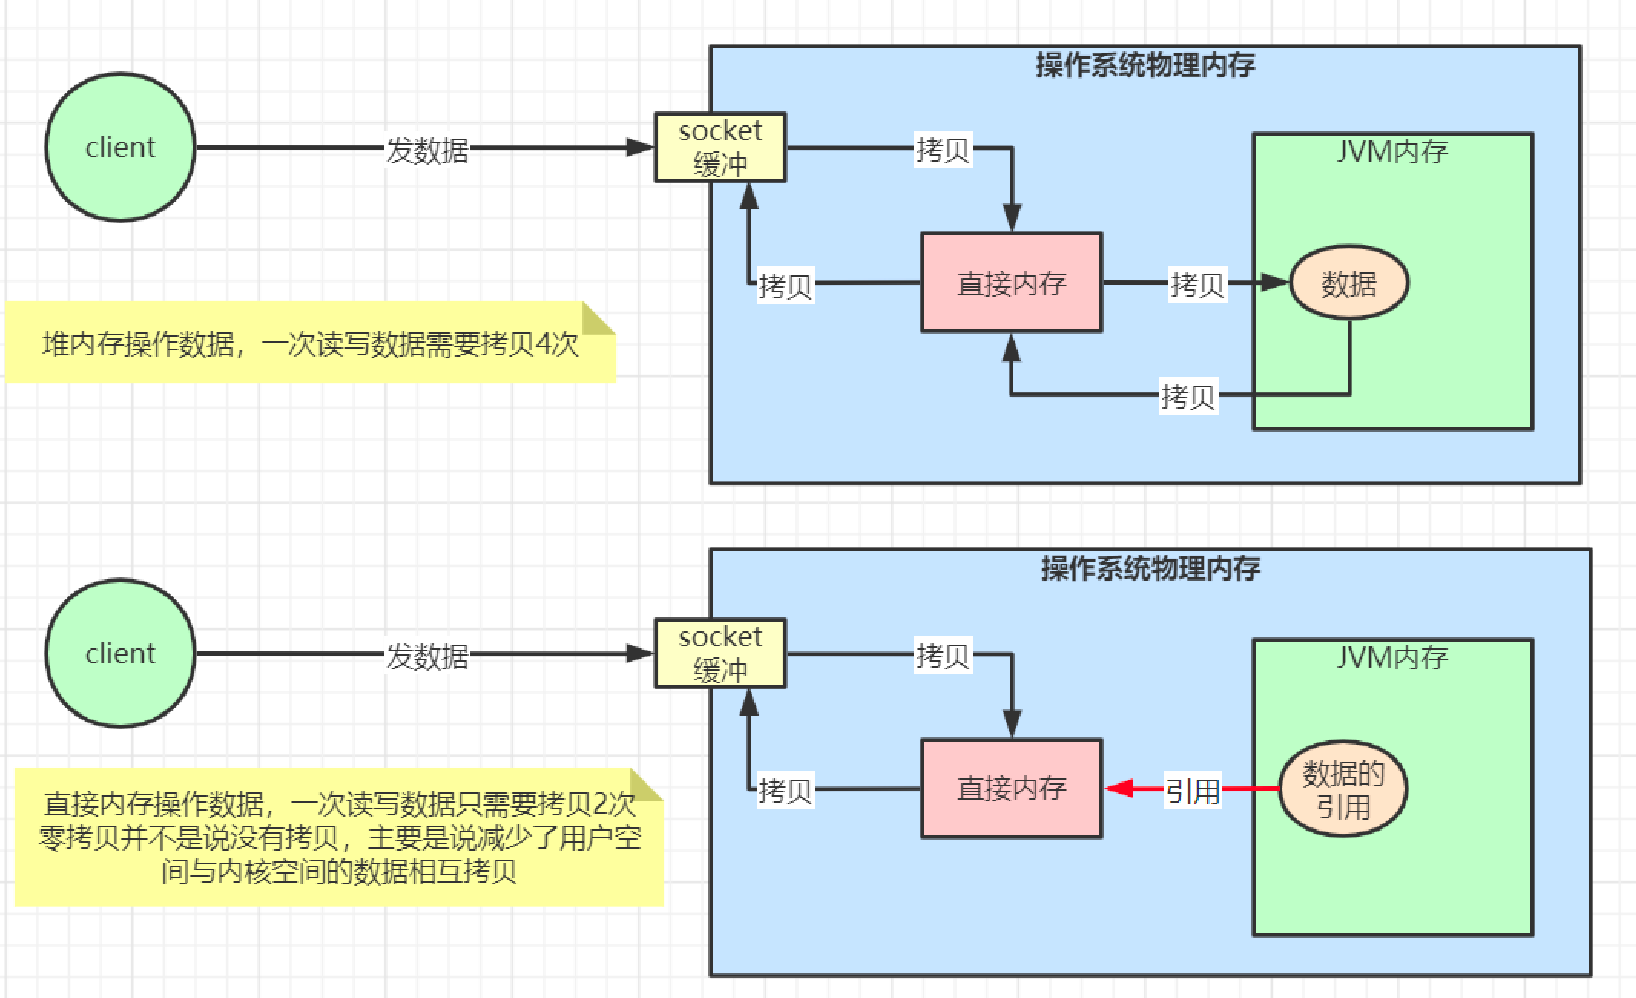 操作系统物理内存
client
发数据
socket
缓冲
拷贝
JVM内存
拷贝
直接内存
拷贝
数据
拷贝
堆内存操作数据，一次读写数据需要拷贝4次
操作系统物理内存
client
发数据
socket
缓冲
拷贝
JVM内存
拷贝
直接内存
引用
数据的
引用
直接内存操作数据，一次读写数据只需要拷贝2次
零拷贝并不是说没有拷贝，主要是说减少了用户空
间与内核空间的数据相互拷贝